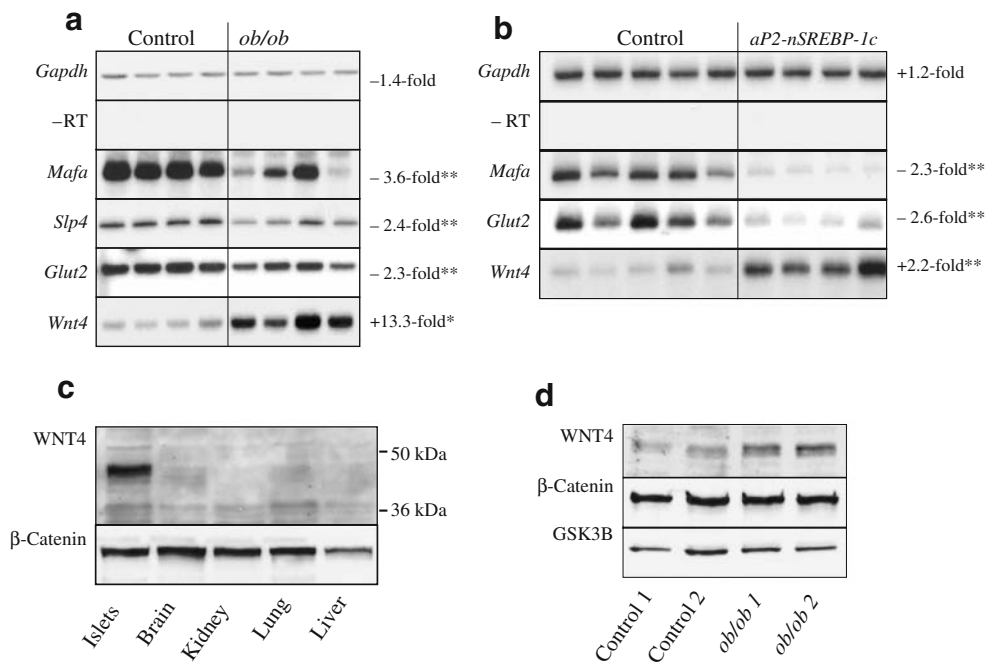 a
Control ob/ob
Gapdh –1.4-fold
–RT
Mafa – 3.6-fold**
Slp4 – 2.4-fold**
Glut2 – 2.3-fold**
Wnt4 +13.3-fold*
b
Control aP2-nSREBP-1c
Gapdh +1.2-fold
– RT
Mafa – 2.3-fold**
Glut2 – 2.6-fold**
Wnt4 +2.2-fold**
c
WNT4
50 kDa
36 kDa
β-Catenin
Islets Brain Kidney Lung Liver
d
WNT4
β-Catenin
GSK3B
Control 1 Control 2 ob/ob 1 ob/ob 2